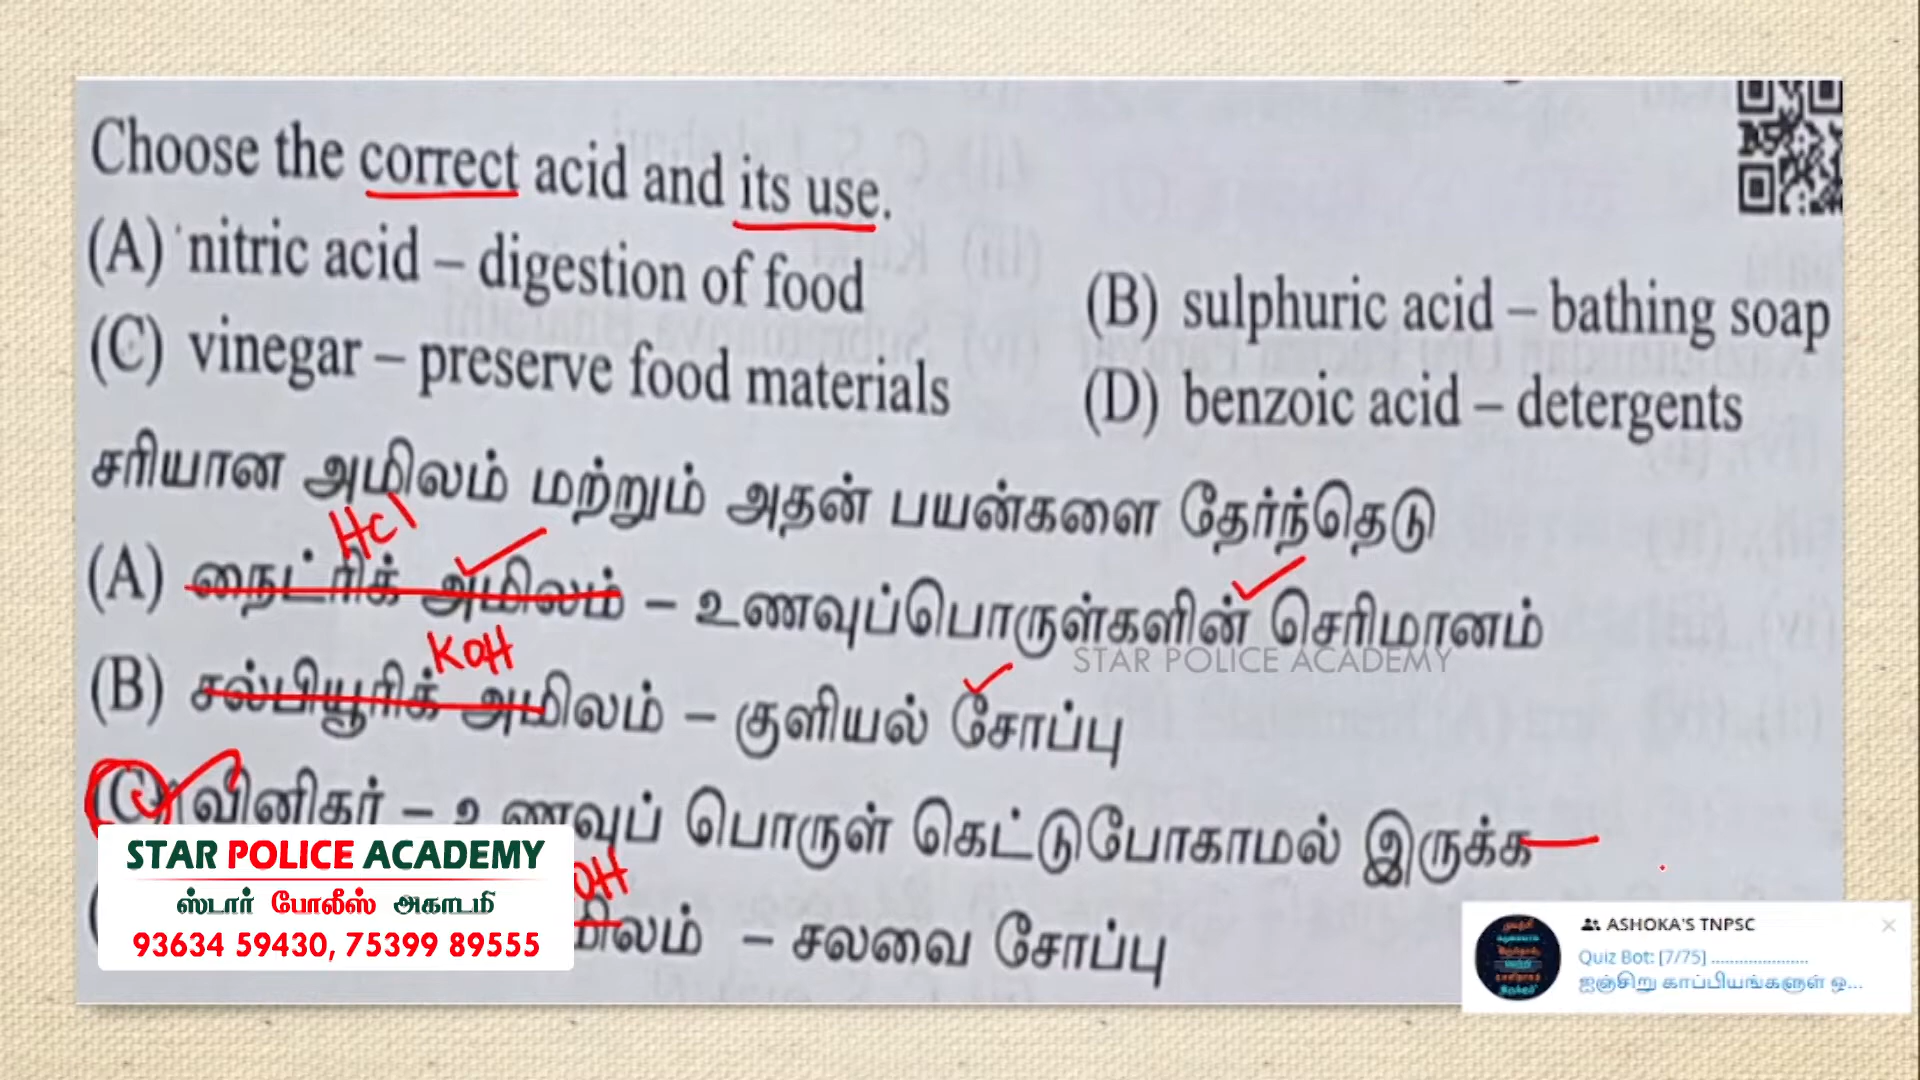 Choose the correct acid and its use.
(A) nitric acid – digestion of food
(B) sulphuric acid – bathing soap
(C) vinegar – preserve food materials
(D) benzoic acid – detergents
சரியான அமிலம் மற்றும் அதன் பயன்களை தேர்ந்தெடு
HCl
(A) நைட்ரிக் அமிலம் – உணவுப்பொருள்களின் செரிமானம்
KOH
STAR POLICE ACADEMY
(B) சல்பியூரிக் அமிலம் – குளியல் சோப்பு
(C) வினிகர் – உணவுப் பொருள் கெட்டுபோகாமல் இருக்க
OH
– சலவை சோப்பு
STAR POLICE ACADEMY
ஸ்டார் போலீஸ் அகாடமி
93634 59430, 75399 89555
ASHOKA'S TNPSC
Quiz Bot: [7/75] .....................
ஐஞ்சிறு காப்பியங்களுள் ஒ...